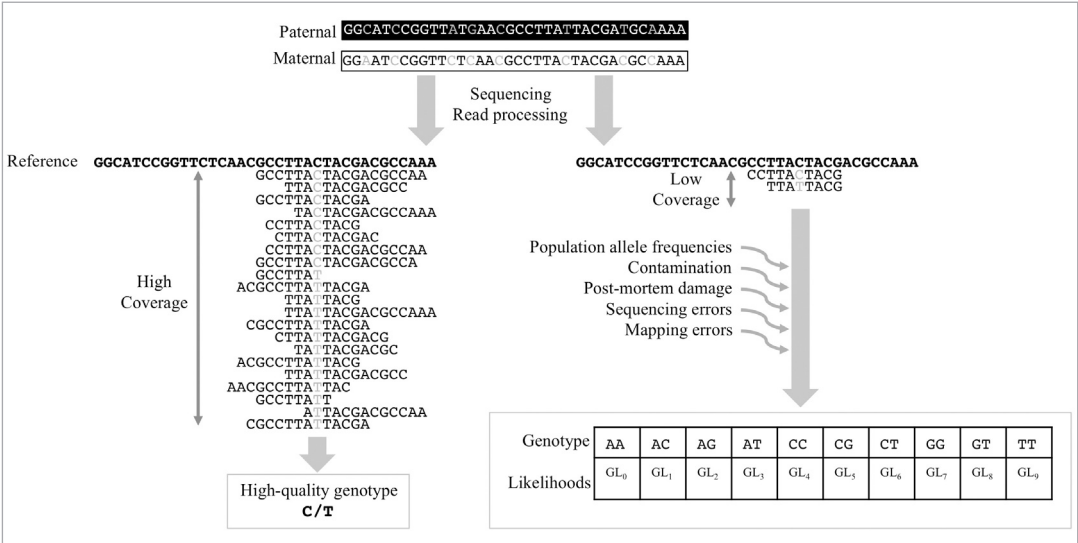 Paternal GGCATCCGGTTATGAACGCCTTATTACGATGCAAAA
Maternal GGAATCCGGTTCTCAACGCCTTACTACGACGCCAAA
Sequencing
Read processing
Reference GGCATCCGGTTCTCAACGCCTTACTACGACGCCAAA
GCCTTACTACGACGCCAA
TTACTACGACGCC
GCCTTACTACGA
TACTACGACGCCAAA
CCTTACTACG
CTTACTACGAC
CCTTACTACGACGCCAA
GCCTTACTACGACGCCA
GCCTTAT
ACGCCTTATTACGA
TTATTACG
TTATTACGACGCCAAA
CGCCTTATTACGA
CTTATTACGACG
TATTACGACGC
ACGCCTTATTACG
TTATTACGACGCC
AACGCCTTATTAC
GCCTTATT
ATTACGACGCCAA
CGCCTTATTACGA
High
Coverage
High-quality genotype
C/T
GGCATCCGGTTCTCAACGCCTTACTACGACGCCAAA
CCTTACTACG
TTATTACG
Low
Coverage
Population allele frequencies
Contamination
Post-mortem damage
Sequencing errors
Mapping errors
Genotype AA AC AG AT CC CG CT GG GT TT
Likelihoods GL0 GL1 GL2 GL3 GL4 GL5 GL6 GL7 GL8 GL9